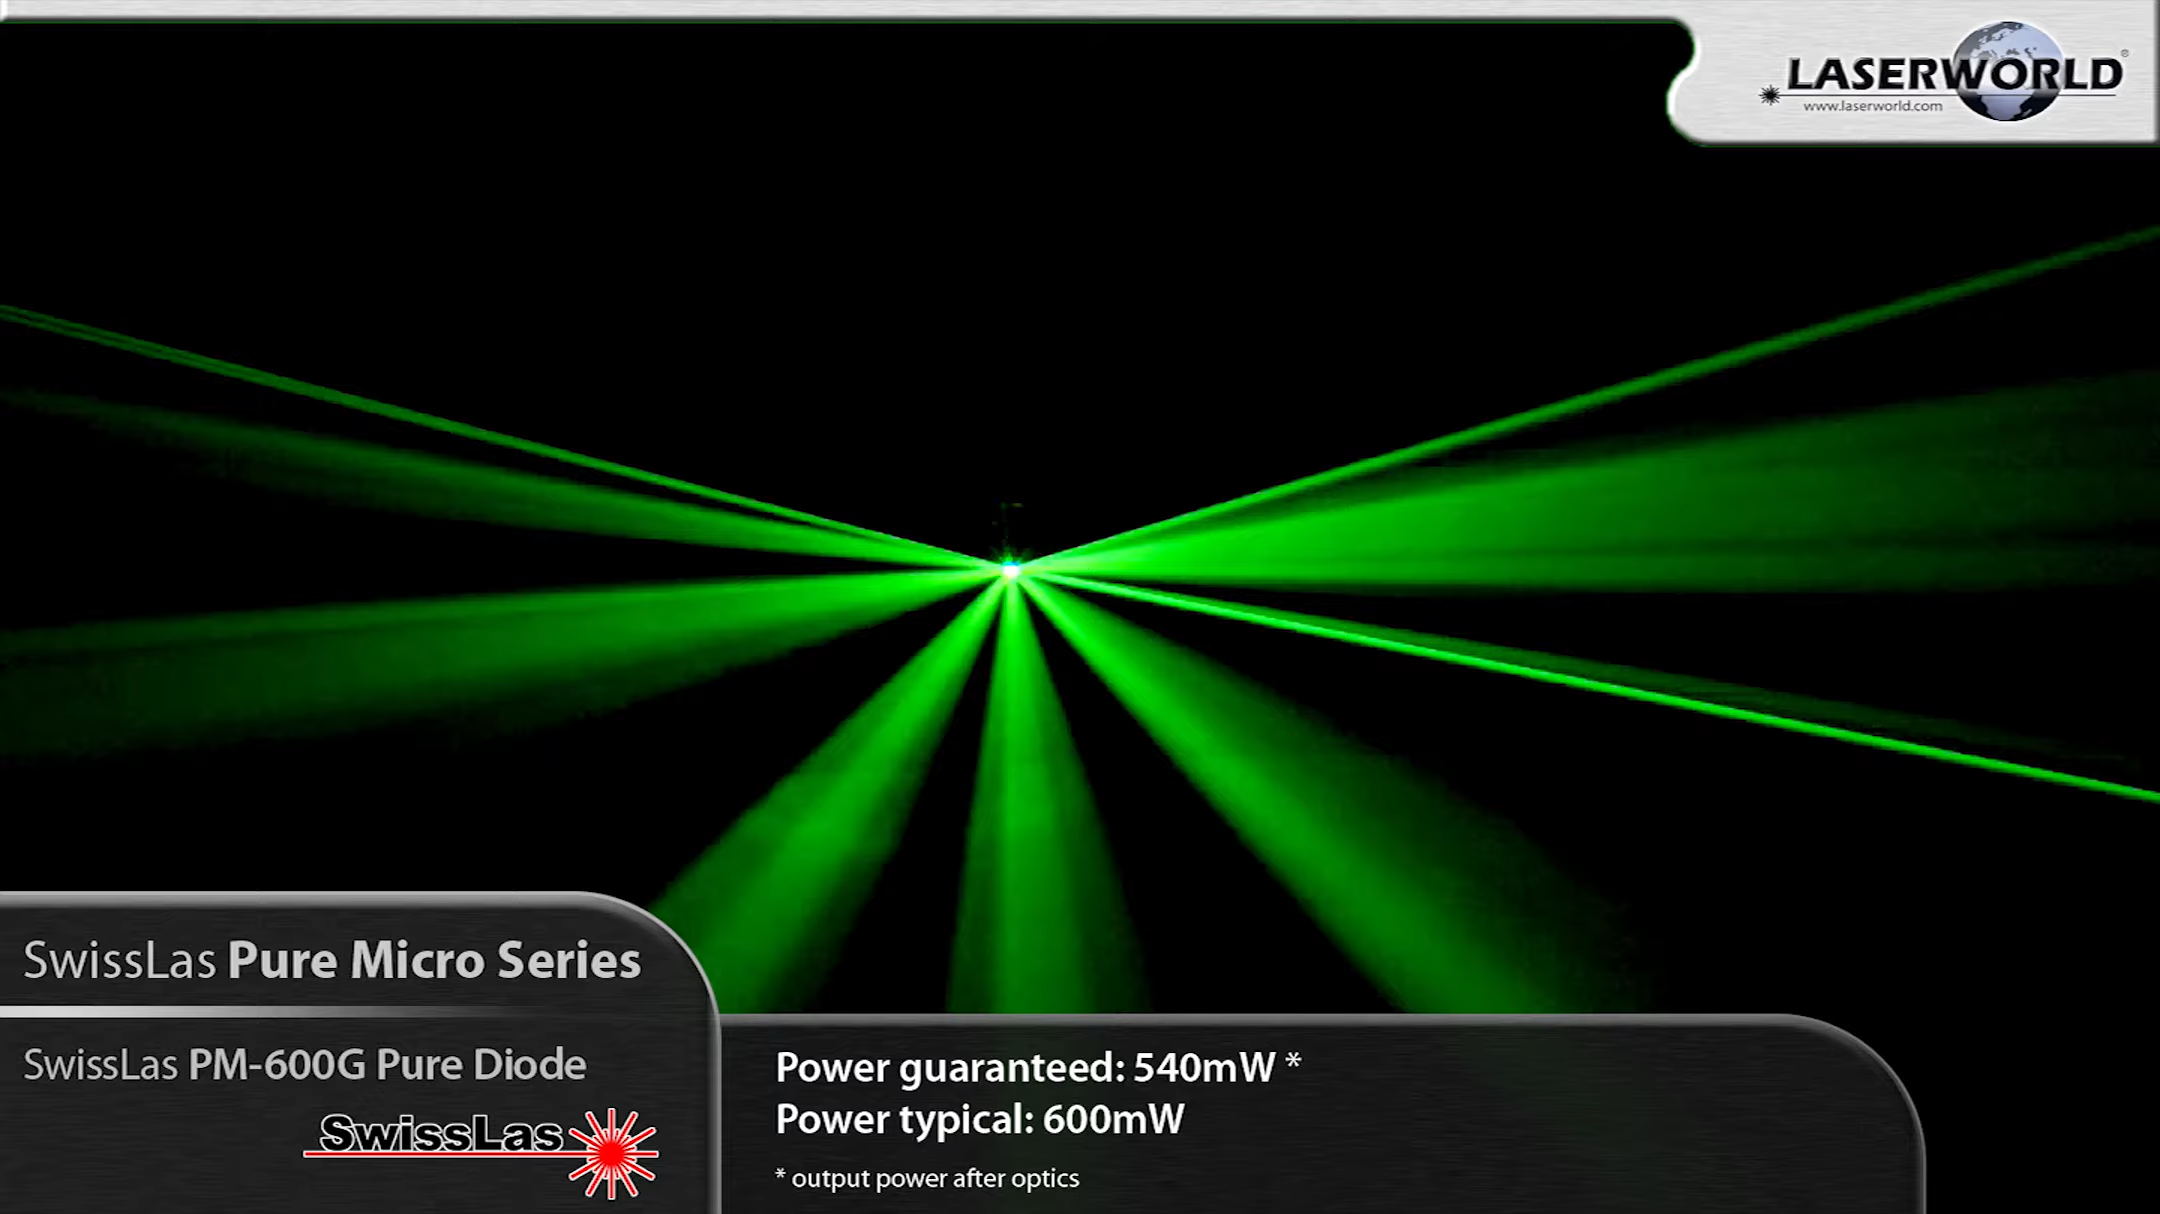 LASERWORLD®
www.laserworld.com
SwissLas Pure Micro Series
SwissLas PM-600G Pure Diode
SwissLas
Power guaranteed: 540mW *
Power typical: 600mW
* output power after optics